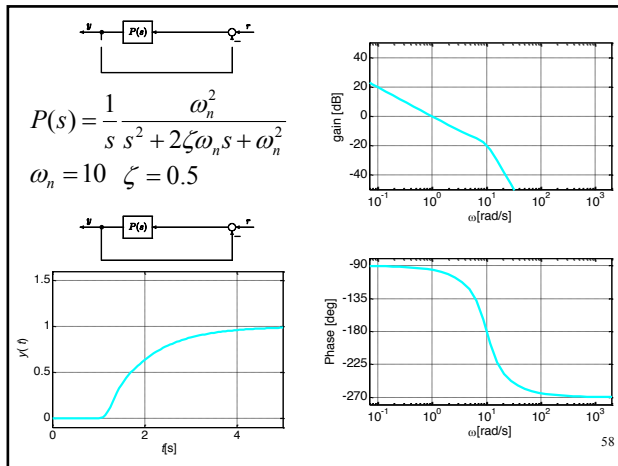 y P(s) r
−
P(s) = 1/s ω_n^2/(s^2 + 2ζω_n s + ω_n^2)
ω_n = 10 ζ = 0.5
y P(s) r
−
1.5
1
0.5
0
y(t)
0 2 4
t[s]
40
20
0
-20
-40
gain [dB]
10^-1 10^0 10^1 10^2 10^3
ω[rad/s]
-90
-135
-180
-225
-270
Phase [deg]
10^-1 10^0 10^1 10^2 10^3
ω[rad/s]
58